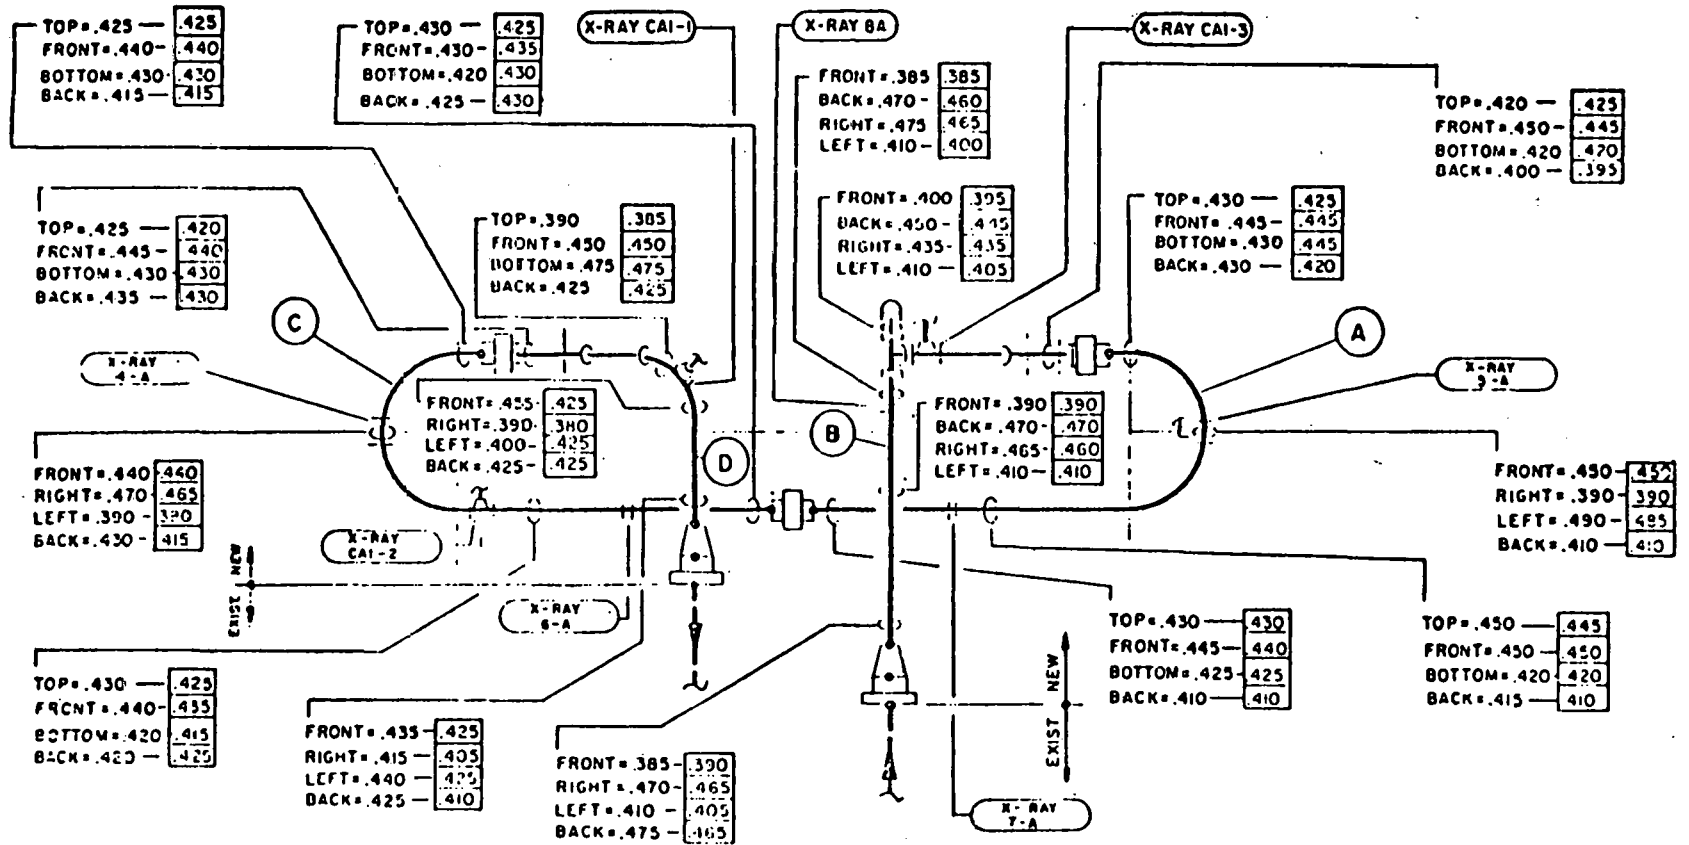 TOP=.425 — .425
FRONT=.440- .440
BOTTOM=.430- .430
BACK=.415 — .415
TOP=.430 — .425
FRONT=.430- .435
BOTTOM=.420 .430
BACK=.425 — .430
X-RAY CA1-1
X-RAY 8A
X-RAY CA1-3
FRONT=.385 .385
BACK=.470- .460
RIGHT=.475 .465
LEFT=.410- .400
TOP=.420 — .425
FRONT=.450- .445
BOTTOM=.420 .420
BACK=.400 — .395
TOP=.425 — .420
FRONT=.445- .440
BOTTOM=.430 .430
BACK=.435 — .430
TOP=.390 .385
FRONT=.450 .450
BOTTOM=.475 .475
BACK=.425 .425
FRONT=.400 .395
BACK=.450- .445
RIGHT=.435- .435
LEFT=.410- .405
TOP=.430 — .425
FRONT=.445- .445
BOTTOM=.430 .445
BACK=.430 — .420
C
A
X-RAY
4-A
X-RAY
FRONT= .425
RIGHT=.390- .380
LEFT=.400- .425
BACK=.425- .425
D
B
FRONT=.390 .390
BACK=.470- .470
RIGHT=.465- .460
LEFT=.410— .410
FRONT=.440 .440
RIGHT=.470 .465
LEFT=.390-
BACK=.430- .415
FRONT=.450-
RIGHT=.390- .390
LEFT=.490-
BACK=.410 — .410
X-RAY
CA1-2
EXIST NEW
X-RAY
6-A
TOP=.430 — .425
FRONT=.440-
BOTTOM=.420 .415
BACK=.420 — .425
FRONT=.435- .425
RIGHT=.415 — .405
LEFT=.440 —
BACK=.425 — .410
FRONT=.385- .390
RIGHT=.470- .465
LEFT=.410 — .405
BACK=.475 — .465
EXIST NEW
X-RAY
7-A
TOP=.430 — .430
FRONT=.445- .440
BOTTOM=.425 .425
BACK=.410 — .410
TOP=.450 — .445
FRONT=.450 — .450
BOTTOM=.420 .420
BACK=.415 — .410